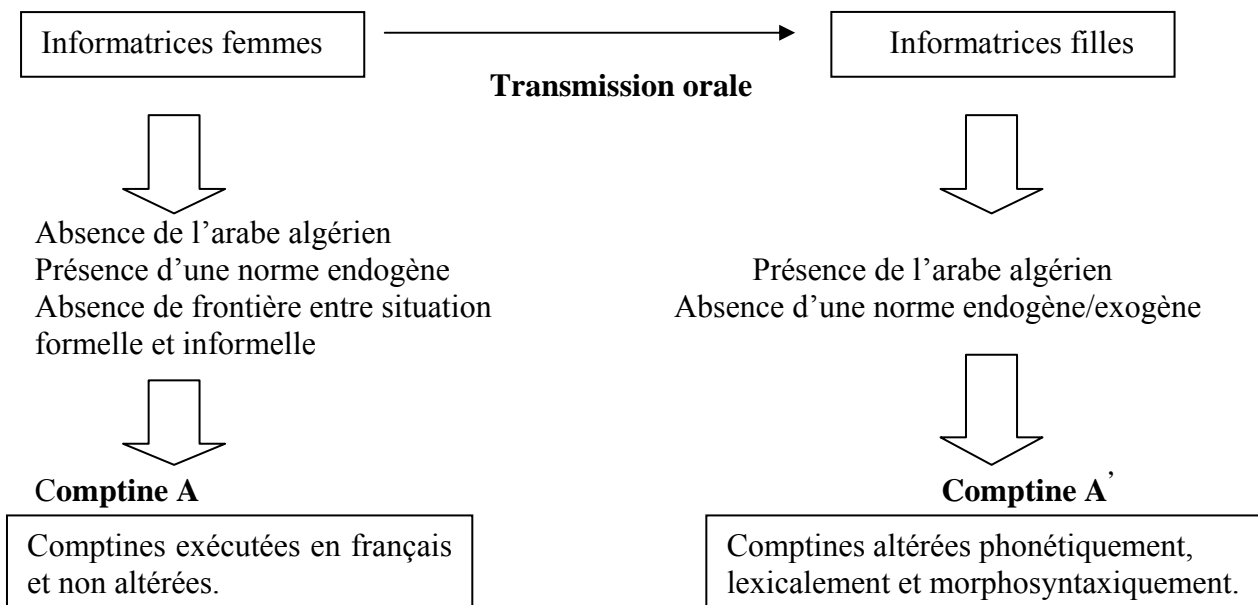 Informatrices femmes
Informatrices filles
Transmission orale
Absence de l’arabe algérien
Présence d’une norme endogène
Absence de frontière entre situation
formelle et informelle
Présence de l’arabe algérien
Absence d’une norme endogène/exogène
Comptine A
Comptines exécutées en français
et non altérées.
Comptine A’
Comptines altérées phonétiquement,
lexicalement et morphosyntaxiquement.